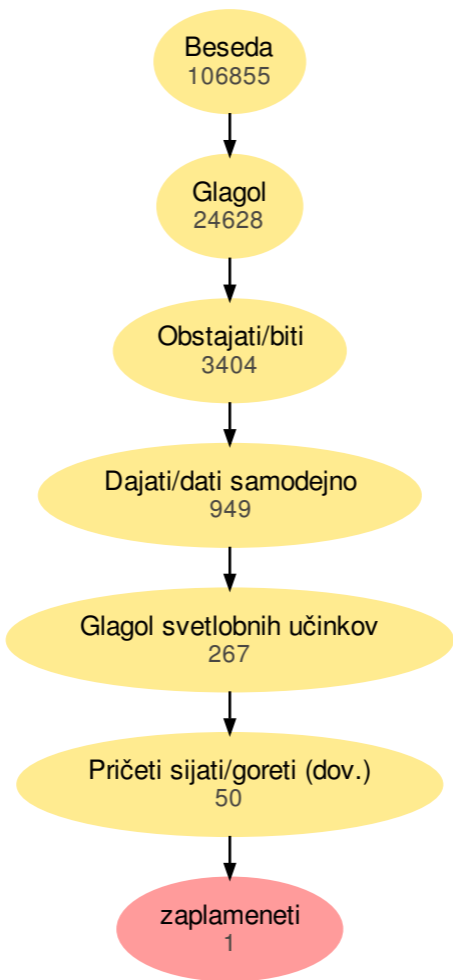 Beseda
106855
Glagol
24628
Obstajati/biti
3404
Dajati/dati samodejno
949
Glagol svetlobnih učinkov
267
Pričeti sijati/goreti (dov.)
50
zaplameneti
1